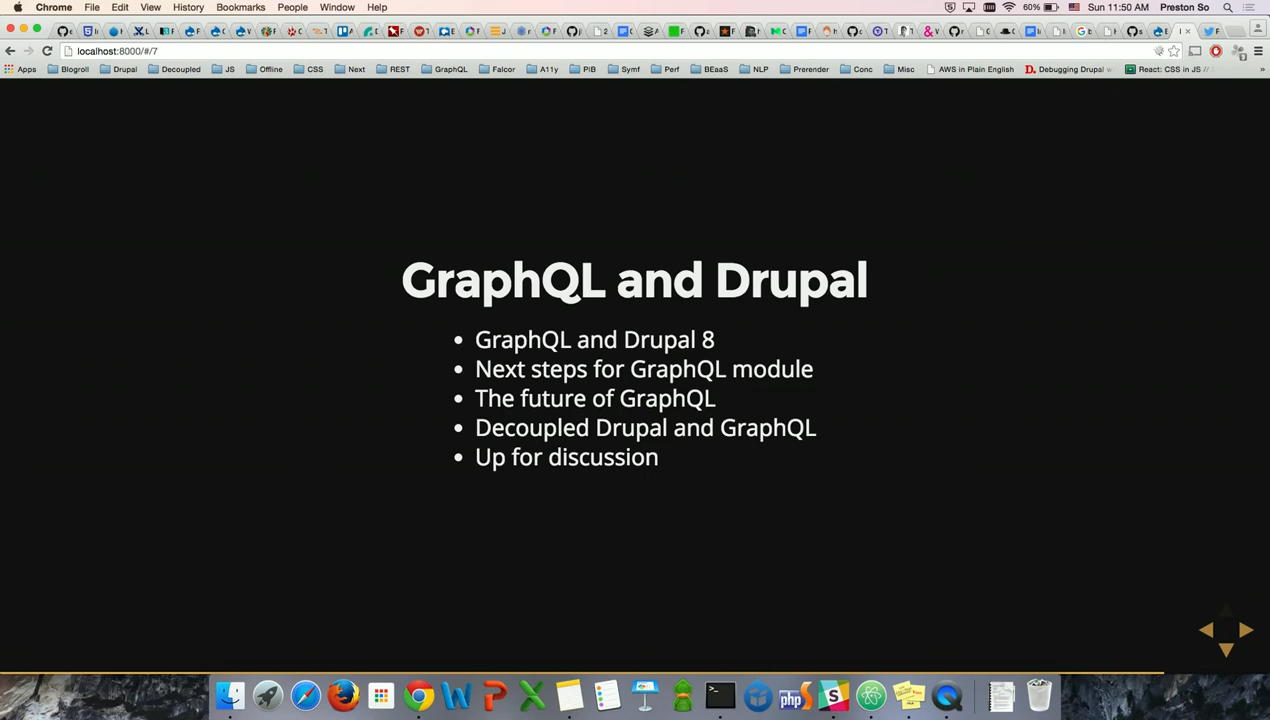 Chrome File Edit View History Bookmarks People Window Help
60% Sun 11:50 AM Preston So
localhost:8000/#/7
Apps Blogroll Drupal Decoupled JS Offline CSS Next REST GraphQL Falcor A11y PIB Symf Perf BEaaS NLP Prerender Conc Misc AWS in Plain English Debugging Drupal React: CSS in JS // »
GraphQL and Drupal
• GraphQL and Drupal 8
• Next steps for GraphQL module
• The future of GraphQL
• Decoupled Drupal and GraphQL
• Up for discussion
php